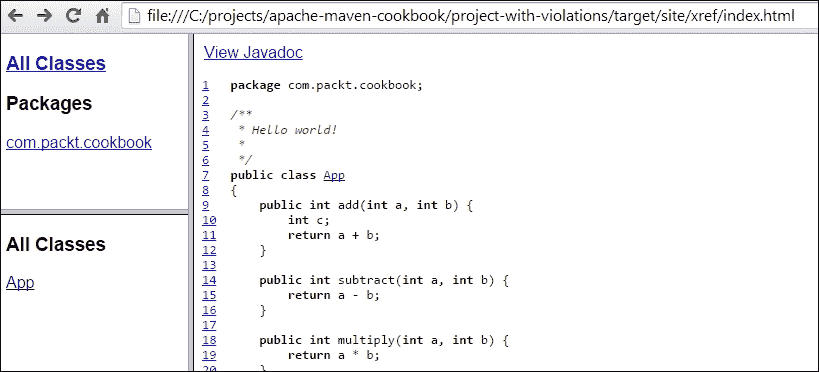 file:///C:/projects/apache-maven-cookbook/project-with-violations/target/site/xref/index.html
All Classes
Packages
com.packt.cookbook
All Classes
App
View Javadoc
1 package com.packt.cookbook;
2
3 /**
4 * Hello world!
5 *
6 */
7 public class App
8 {
9 public int add(int a, int b) {
10 int c;
11 return a + b;
12 }
13
14 public int subtract(int a, int b) {
15 return a - b;
16 }
17
18 public int multiply(int a, int b) {
19 return a * b;
20 }